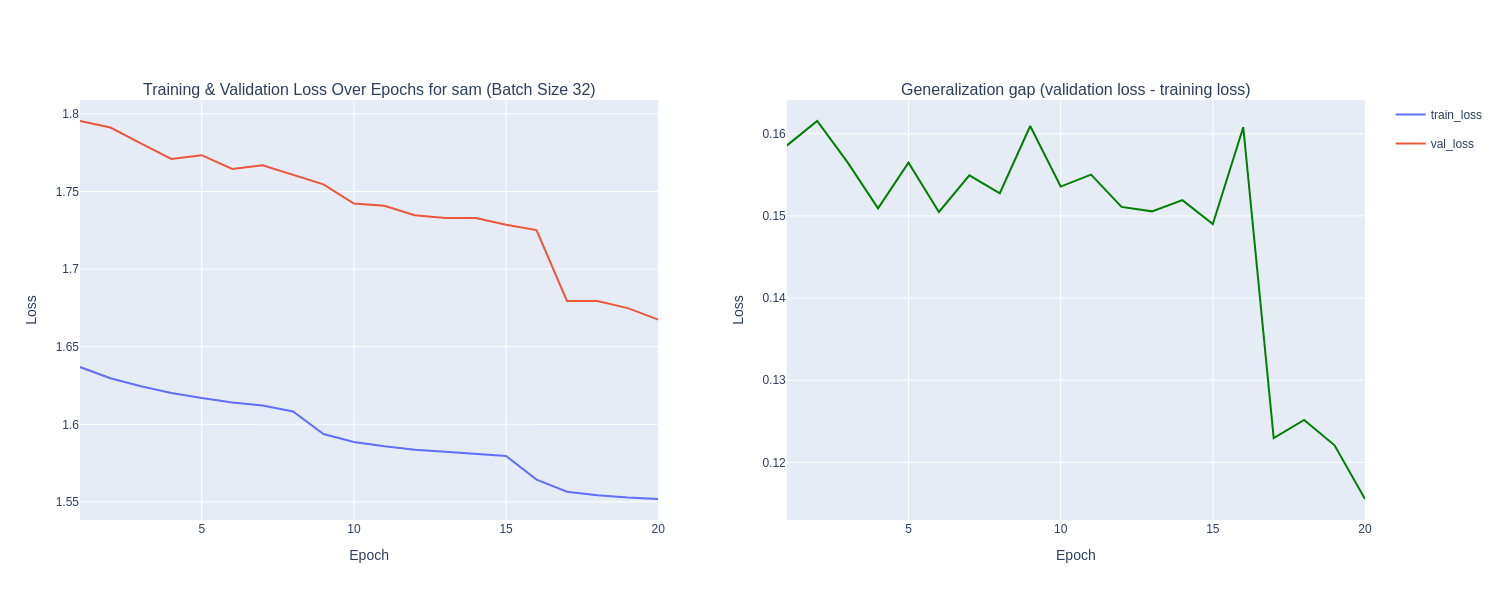 Training & Validation Loss Over Epochs for sam (Batch Size 32)
1.8
1.75
1.7
1.65
1.6
1.55
Loss
5 10 15 20
Epoch
Generalization gap (validation loss - training loss)
0.16
0.15
0.14
0.13
0.12
Loss
5 10 15 20
Epoch
train_loss
val_loss